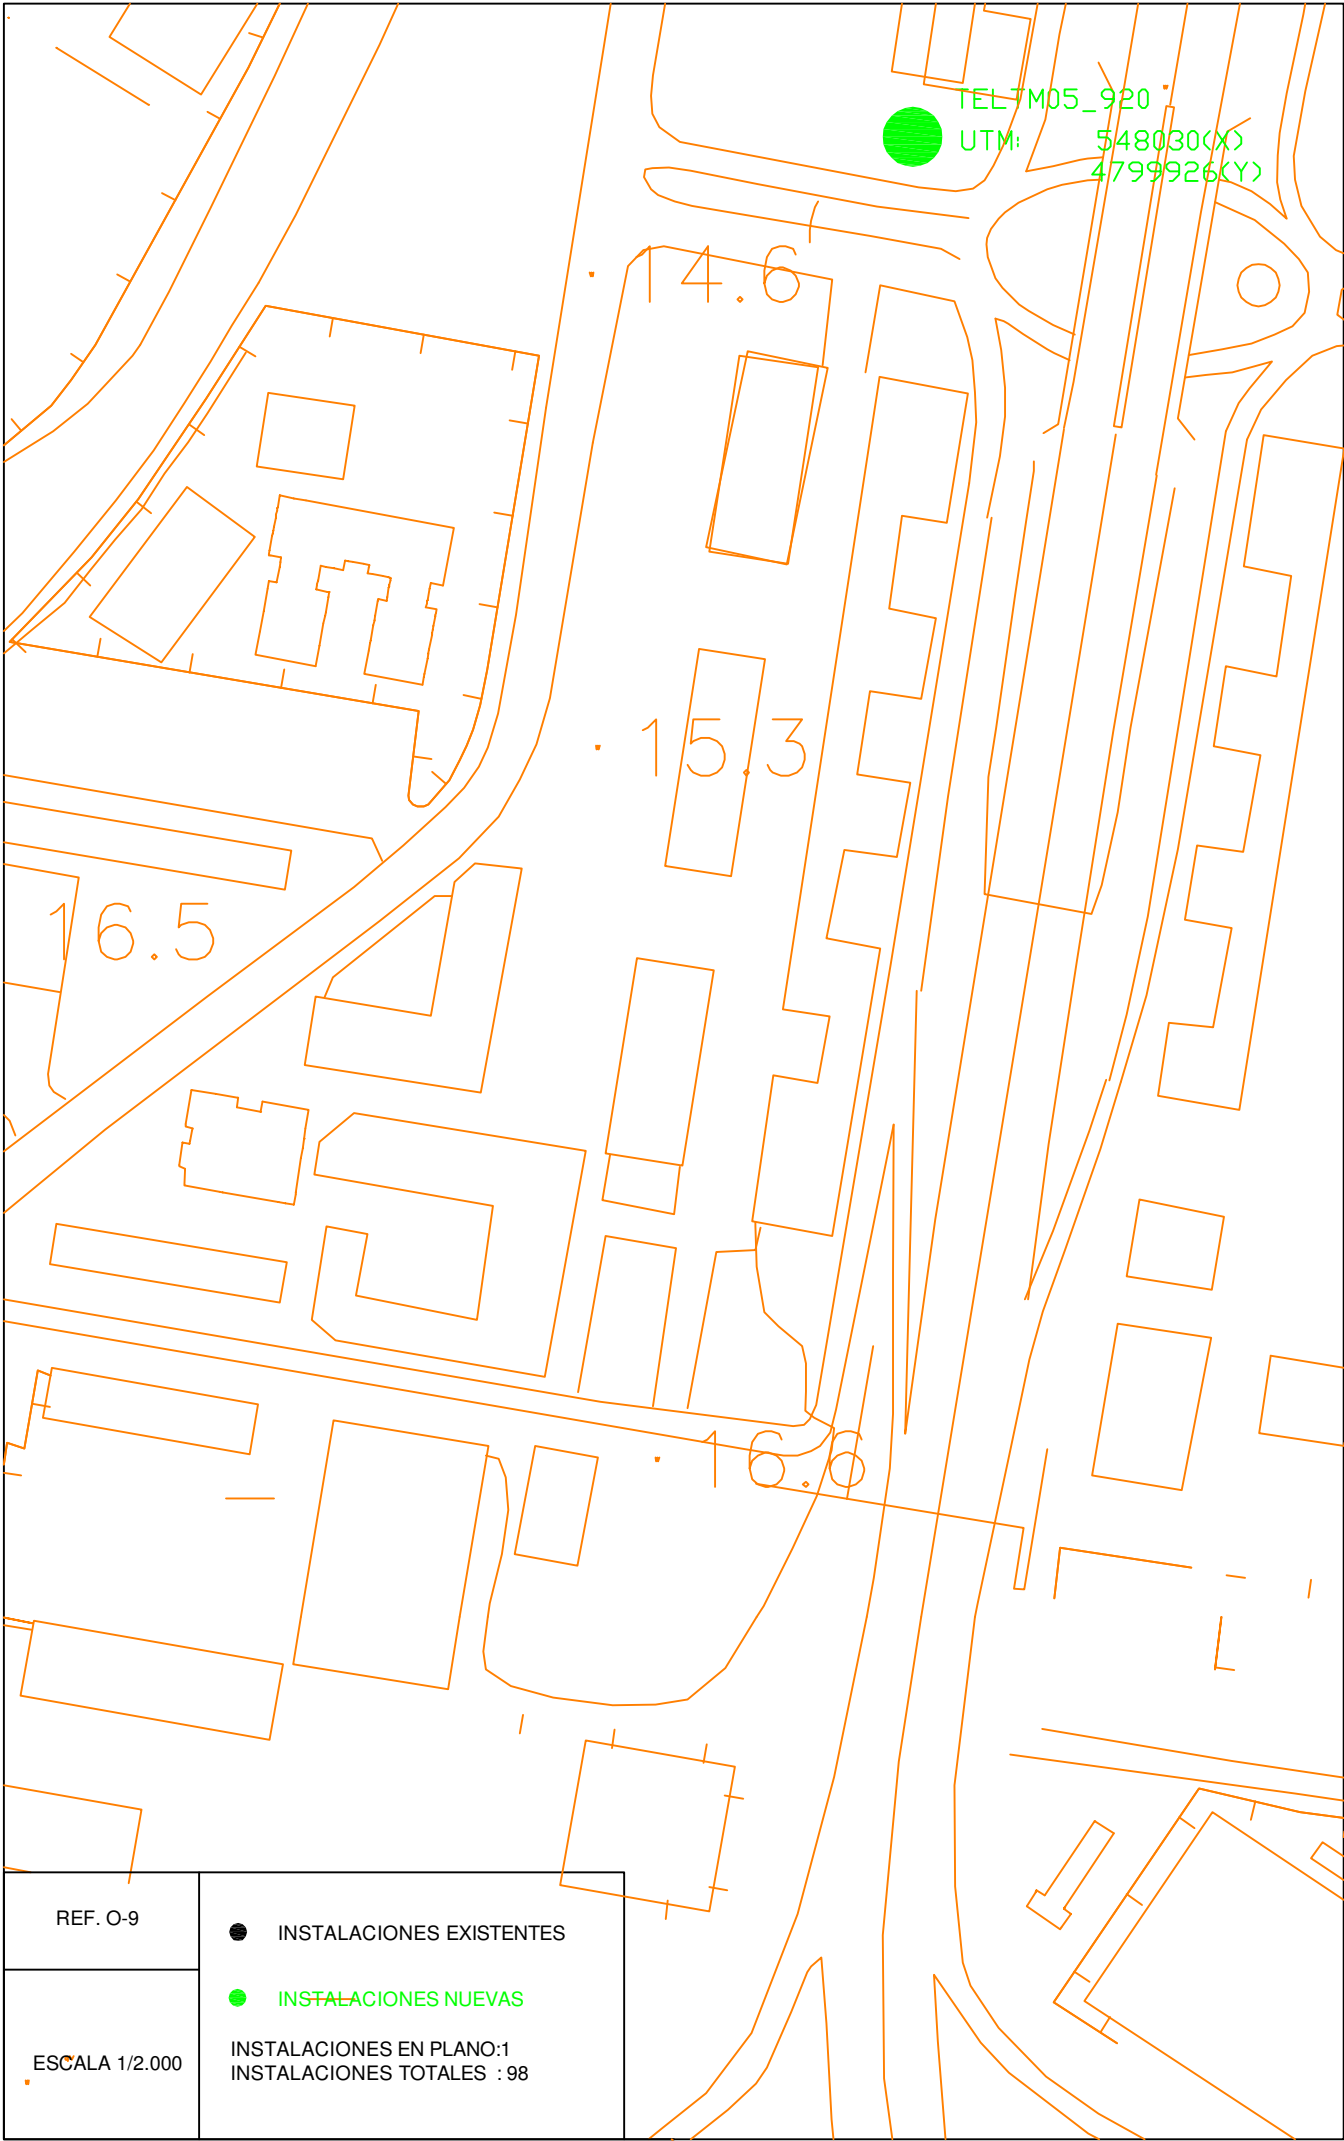 TEL7M05_920
UTM: 548030(X)
4799926(Y)
14.6
15.3
16.5
16.6
REF. O-9
INSTALACIONES EXISTENTES
INSTALACIONES NUEVAS
ESCALA 1/2.000
INSTALACIONES EN PLANO:1
INSTALACIONES TOTALES : 98